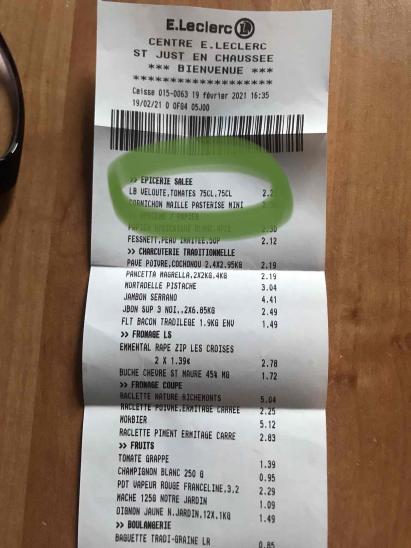 E.Leclerc L
CENTRE E.LECLERC
ST JUST EN CHAUSSEE
*** BIENVENUE ***
********************
Caisse 015-0063 19 février 2021 16:35
19/02/21 0 OF84 05J00
>> EPICERIE SALEE
LB VELOUTE,TOMATES 75CL,75CL
CORNICHON MAILLE PASTERISE MINI
FESSNETT,PEAU IRRITEE,50P 2.12
>> CHARCUTERIE TRADITIONNELLE
PAVE POIVRE,COCHONOU 2.4X2.95KG 2.19
PANCETTA MAGRELLA,2X2KG,4KG 2.19
MORTADELLE PISTACHE 3.04
JAMBON SERRANO 4.41
JBON SUP 3 NOI.,2X6.85KG 2.49
FLT BACON TRADILEGE 1.9KG ENV 1.49
>> FROMAGE LS
EMMENTAL RAPE ZIP LES CROISES
2 X 1.39€ 2.78
BUCHE CHEVRE ST MAURE 45% MG 1.72
>> FROMAGE COUPE
RACLETTE NATURE RICHEMONTS 5.04
RACLETTE POIVRE,ERMITAGE CARREE 2.25
MORBIER 5.12
RACLETTE PIMENT ERMITAGE CARRE 2.83
>> FRUITS
TOMATE GRAPPE 1.39
CHAMPIGNON BLANC 250 G 0.95
PDT VAPEUR ROUGE FRANCELINE,3.2 2.29
MACHE 125G NOTRE JARDIN 1.09
OIGNON JAUNE N.JARDIN,12X,1KG 1.49
>> BOULANGERIE
BAGUETTE TRADI-GRAINE LR 0.85